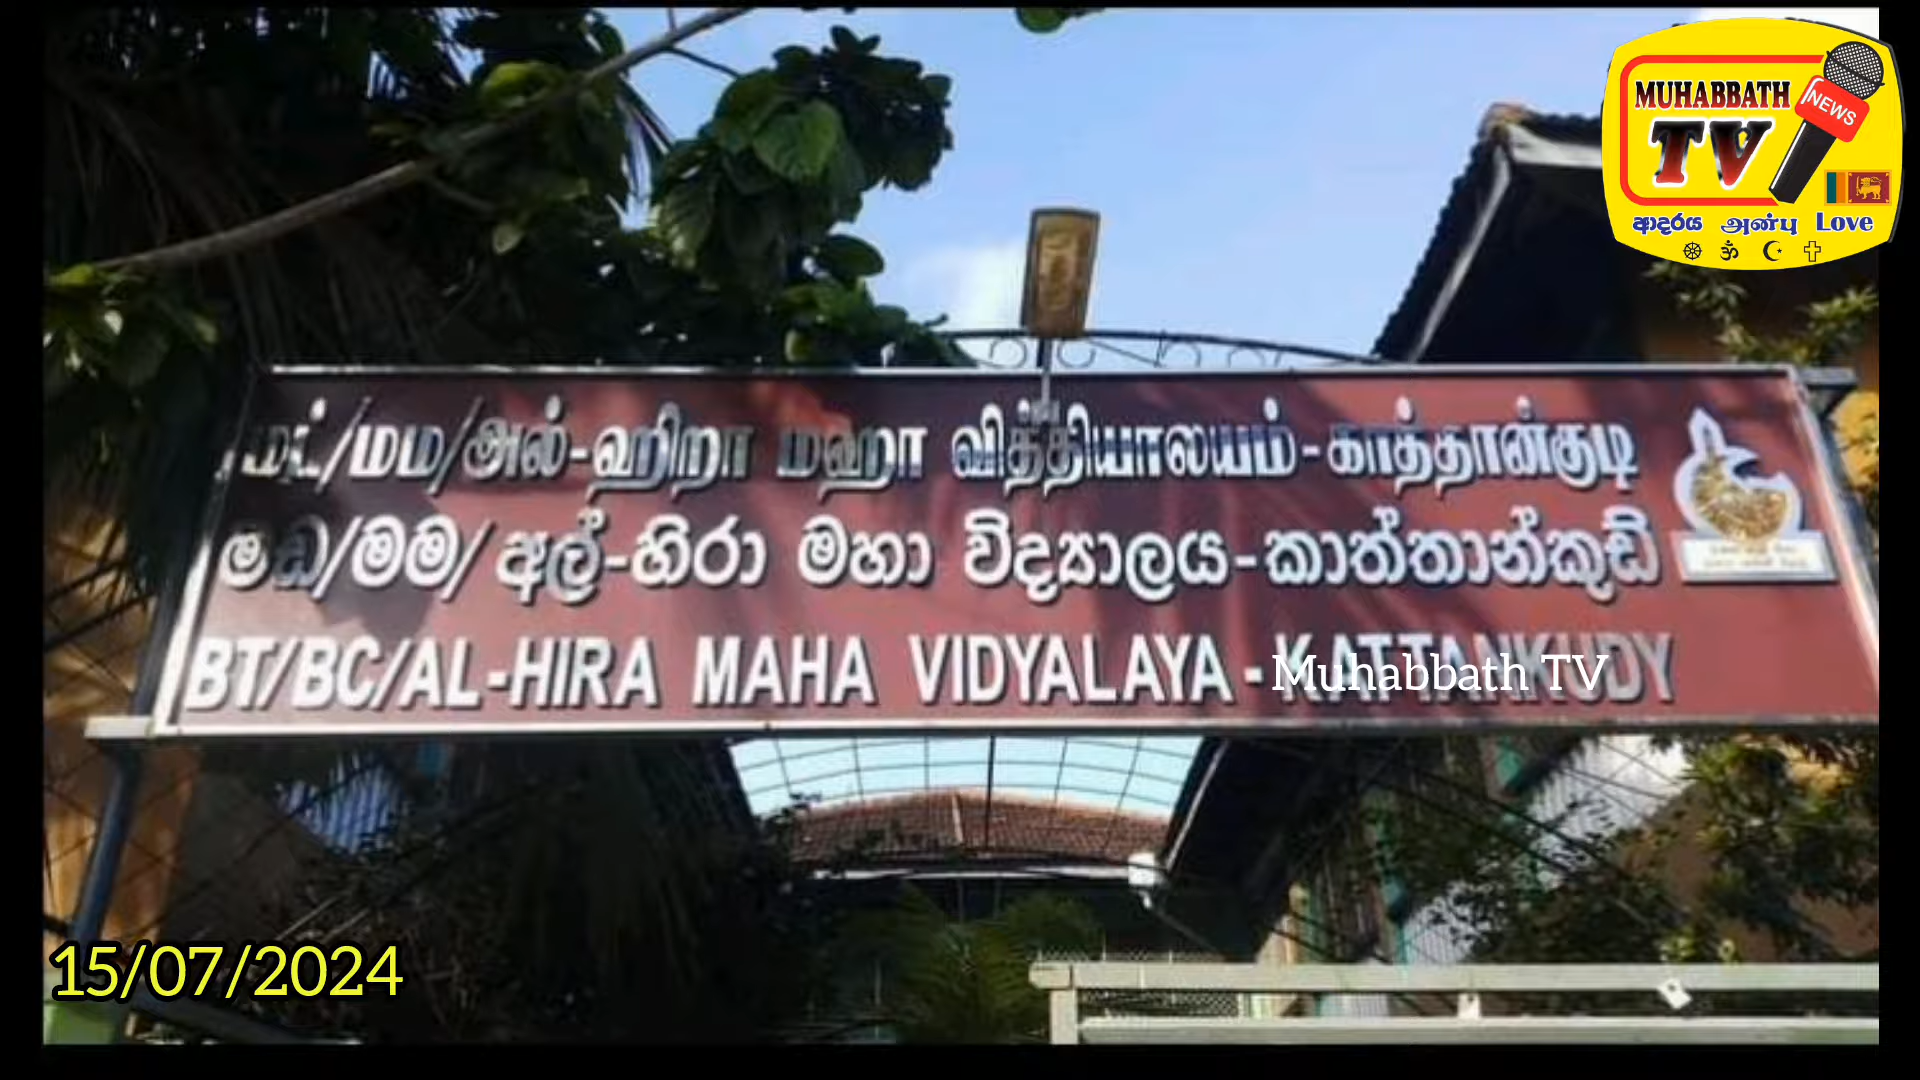 MUHABBATH
NEWS
TV
ආදරය அன்பு Love
மட்/மம/அல்-ஹிறா மஹா வித்தியாலயம்-காத்தான்குடி
මඩ/මම/ අල්-හිරා මහා විද්‍යාලය-කාත්තාන්කුඩි
BT/BC/AL-HIRA MAHA VIDYALAYA-KATTANKUDY
Muhabbath TV
15/07/2024